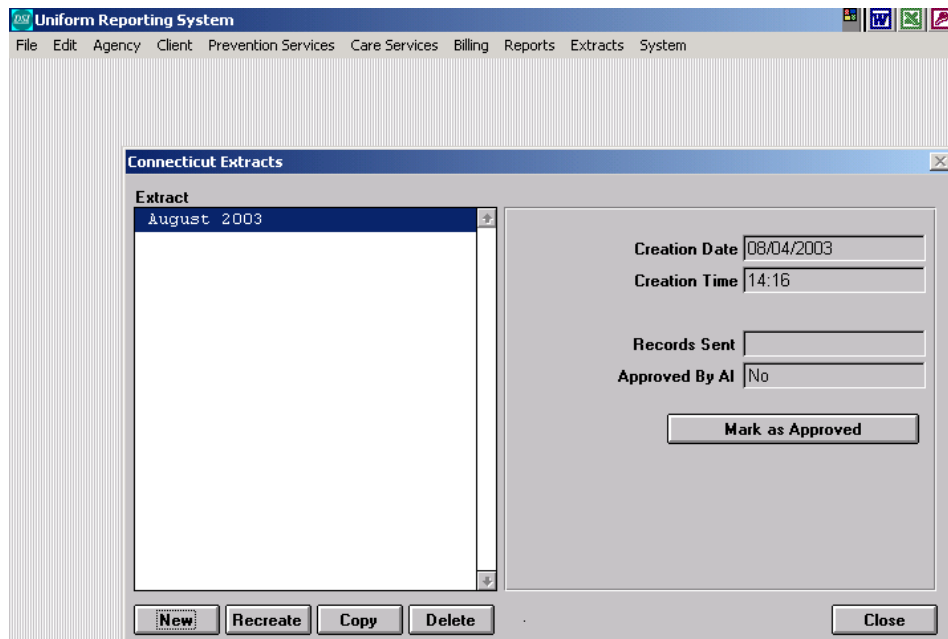 DSI Uniform Reporting System
File Edit Agency Client Prevention Services Care Services Billing Reports Extracts System
Connecticut Extracts
Extract
August 2003
Creation Date 08/04/2003
Creation Time 14:16
Records Sent
Approved By AI No
Mark as Approved
New Recreate Copy Delete Close